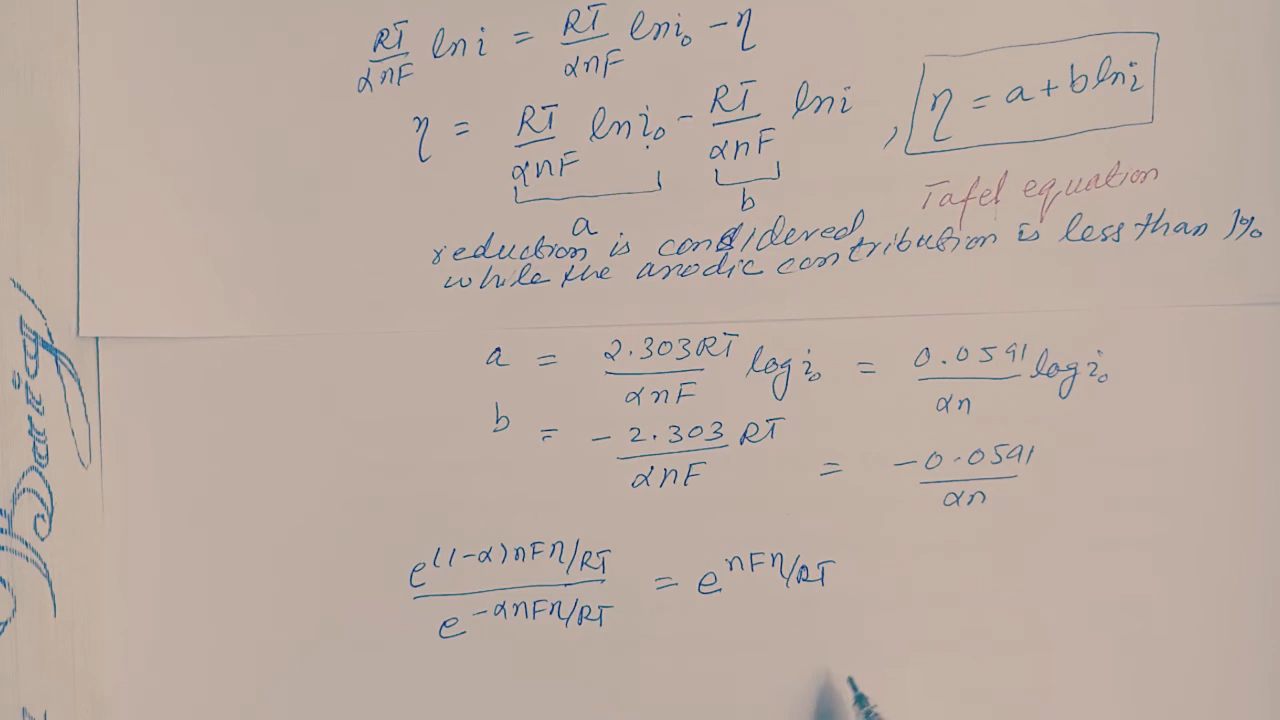 RT/αnF ln i = RT/αnF ln i₀ - η
η = RT/αnF ln i₀ - RT/αnF ln i , η = a + b ln i
a b
Tafel equation
reduction is considered
while the anodic contribution is less than 1%
a = 2.303RT/αnF log i₀ = 0.0591/αn log i₀
b = -2.303 RT/αnF = -0.0591/αn
e^(1-α)nFη/RT / e^-αnFη/RT = e^nFη/RT